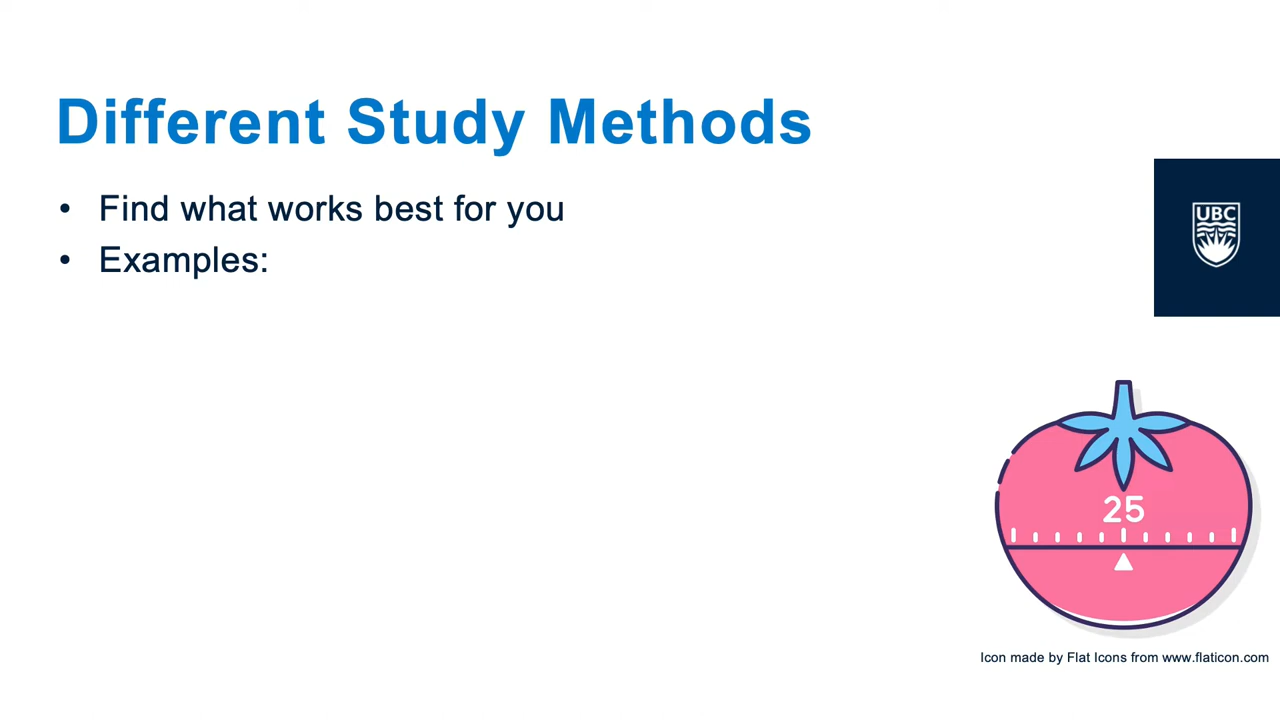 Different Study Methods
• Find what works best for you
• Examples:
UBC
25
Icon made by Flat Icons from www.flaticon.com